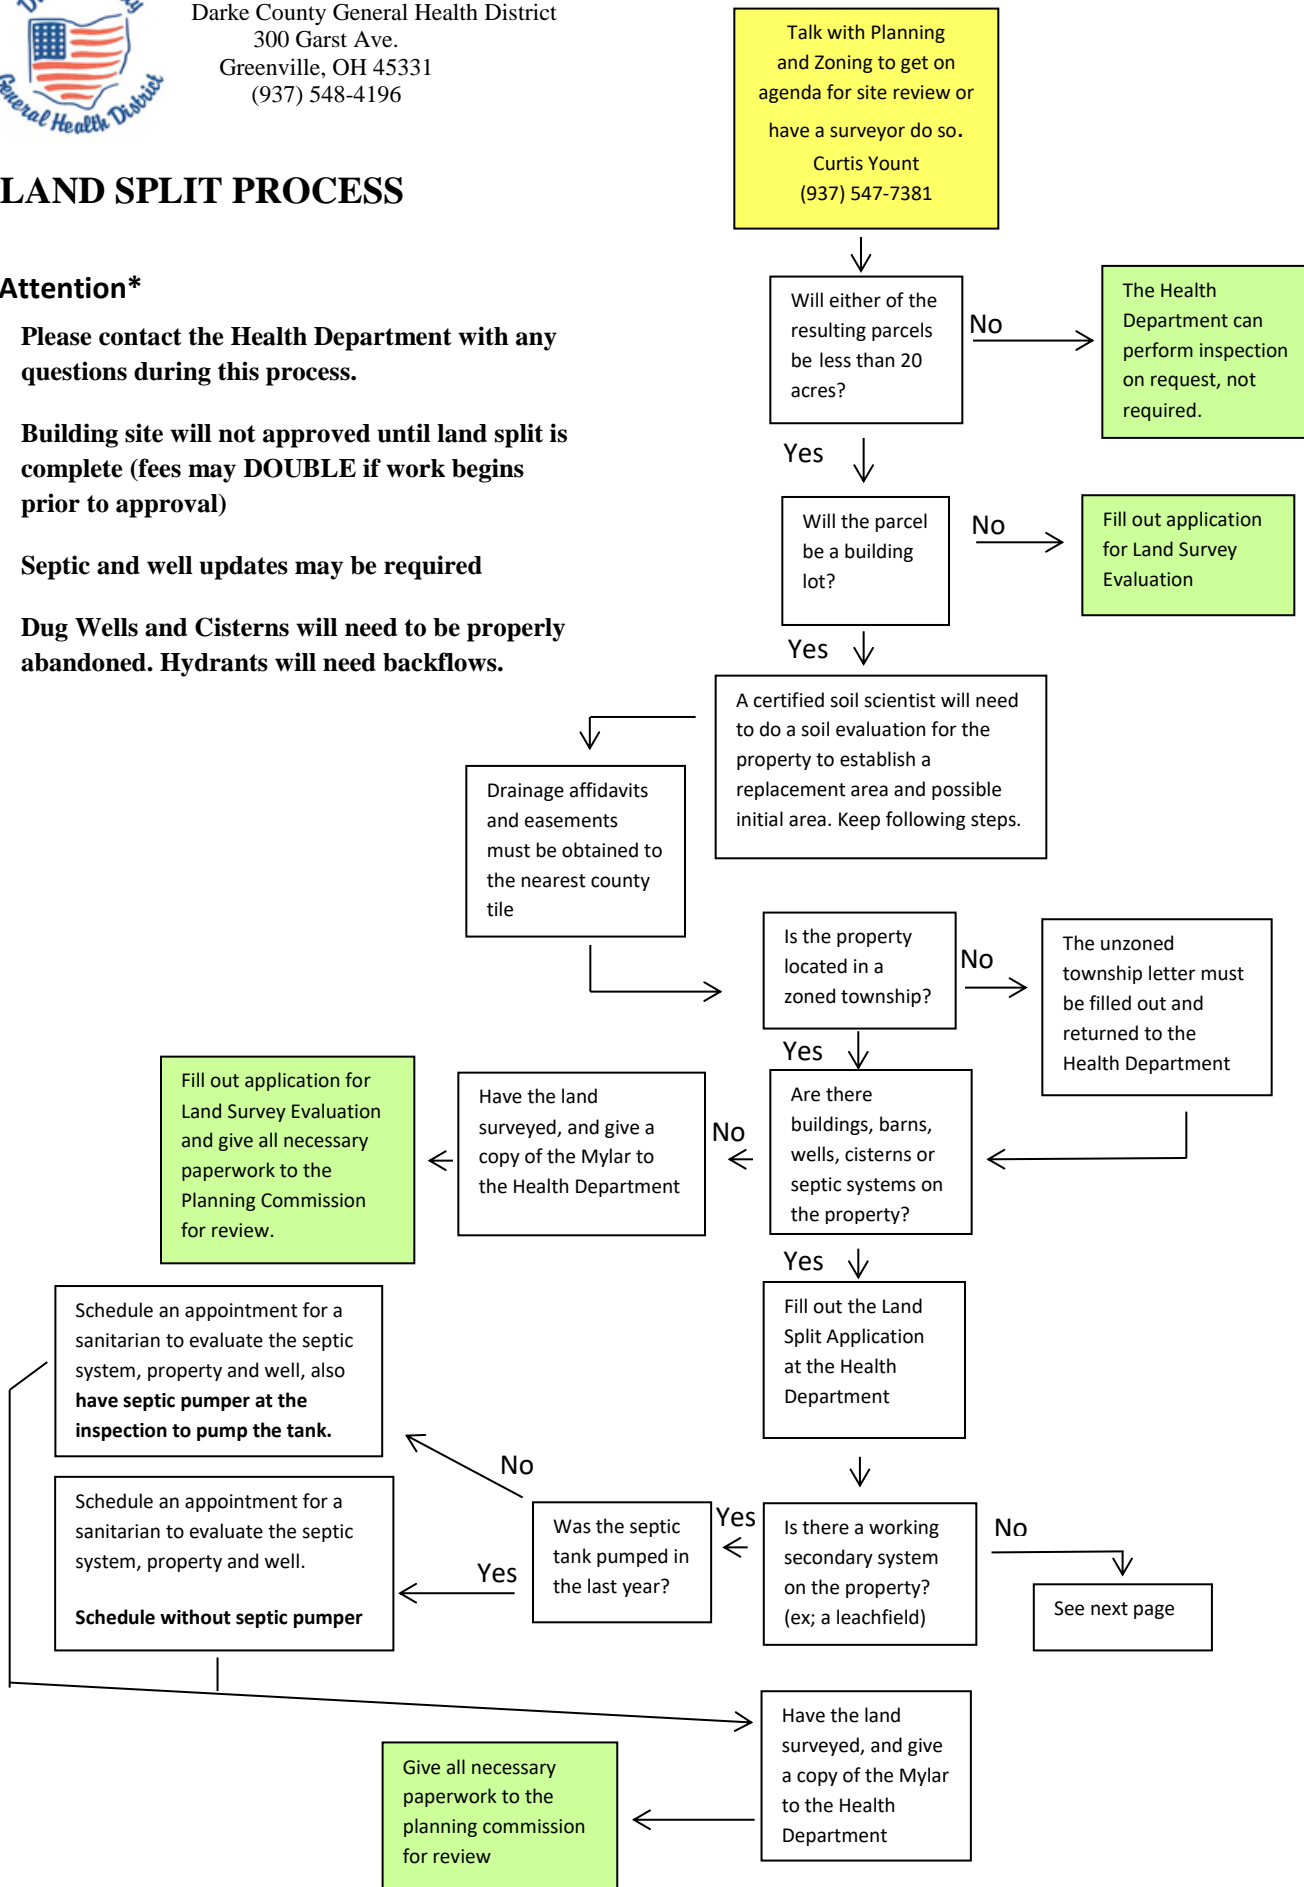 General Health District
Darke County General Health District
300 Garst Ave.
Greenville, OH 45331
(937) 548-4196
LAND SPLIT PROCESS
Attention*
Please contact the Health Department with any
questions during this process.
Building site will not approved until land split is
complete (fees may DOUBLE if work begins
prior to approval)
Septic and well updates may be required
Dug Wells and Cisterns will need to be properly
abandoned. Hydrants will need backflows.
Talk with Planning
and Zoning to get on
agenda for site review or
have a surveyor do so.
Curtis Yount
(937) 547-7381
Will either of the
resulting parcels
be less than 20
acres?
No
The Health
Department can
perform inspection
on request, not
required.
Yes
Will the parcel
be a building
lot?
No
Fill out application
for Land Survey
Evaluation
Yes
A certified soil scientist will need
to do a soil evaluation for the
property to establish a
replacement area and possible
initial area. Keep following steps.
Drainage affidavits
and easements
must be obtained to
the nearest county
tile
Is the property
located in a
zoned township?
No
The unzoned
township letter must
be filled out and
returned to the
Health Department
Yes
Are there
buildings, barns,
wells, cisterns or
septic systems on
the property?
No
Have the land
surveyed, and give a
copy of the Mylar to
the Health Department
Fill out application for
Land Survey Evaluation
and give all necessary
paperwork to the
Planning Commission
for review.
Yes
Fill out the Land
Split Application
at the Health
Department
Is there a working
secondary system
on the property?
(ex; a leachfield)
No
See next page
Yes
Was the septic
tank pumped in
the last year?
No
Schedule an appointment for a
sanitarian to evaluate the septic
system, property and well, also
have septic pumper at the
inspection to pump the tank.
Yes
Schedule an appointment for a
sanitarian to evaluate the septic
system, property and well.
Schedule without septic pumper
Have the land
surveyed, and give
a copy of the Mylar
to the Health
Department
Give all necessary
paperwork to the
planning commission
for review